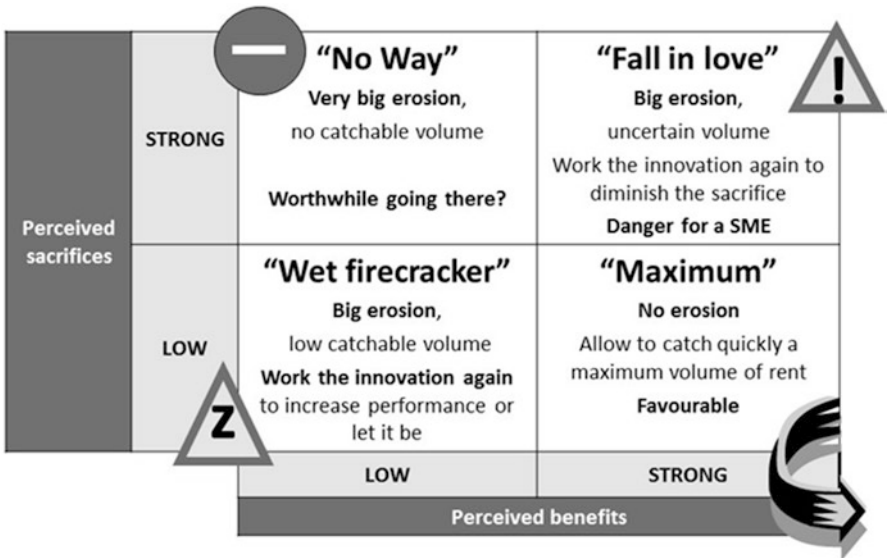 “No Way”
Very big erosion,
no catchable volume
Worthwhile going there?
“Fall in love”
Big erosion,
uncertain volume
Work the innovation again to
diminish the sacrifice
Danger for a SME
!
STRONG
Perceived
sacrifices
“Wet firecracker”
Big erosion,
low catchable volume
Work the innovation again
to increase performance or
let it be
“Maximum”
No erosion
Allow to catch quickly a
maximum volume of rent
Favourable
LOW
Z
LOW
STRONG
Perceived benefits